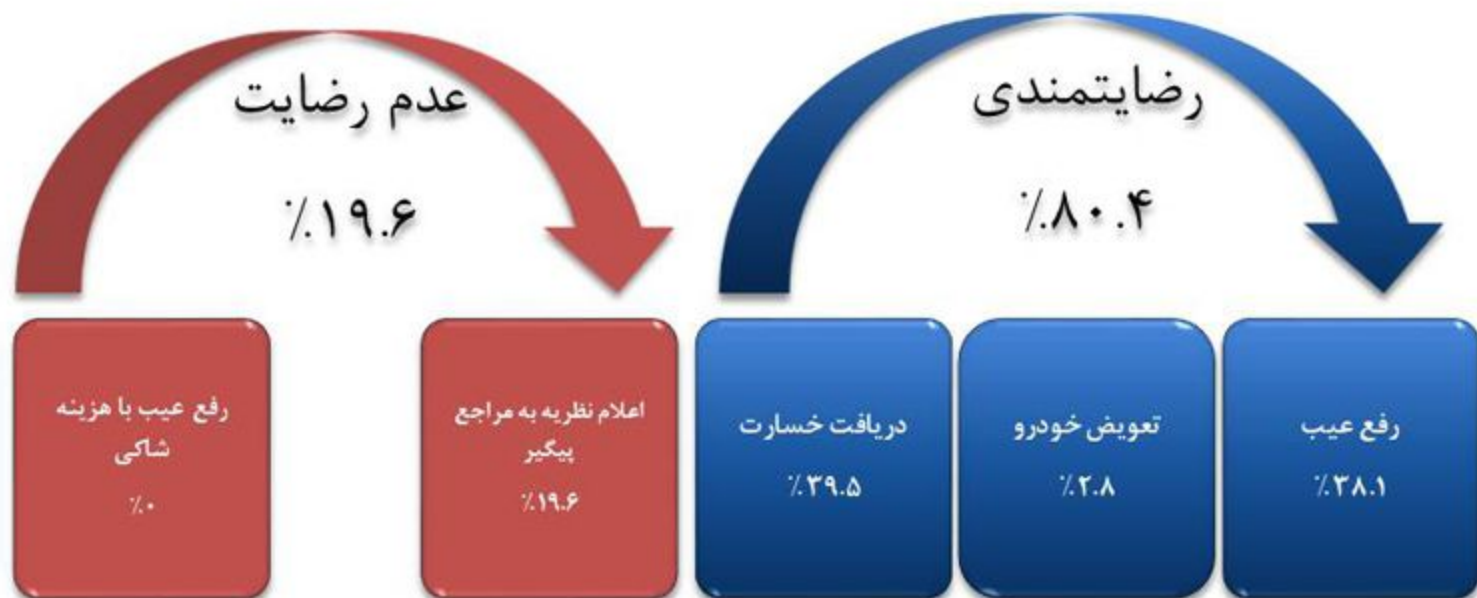 رضایتمندی
٪۸۰.۴
رفع عیب
٪۳۸.۱
تعویض خودرو
٪۲.۸
دریافت خسارت
٪۳۹.۵
عدم رضایت
٪۱۹.۶
اعلام نظریه به مراجع
پیگیر
٪۱۹.۶
رفع عیب با هزینه
شاکی
٪۰